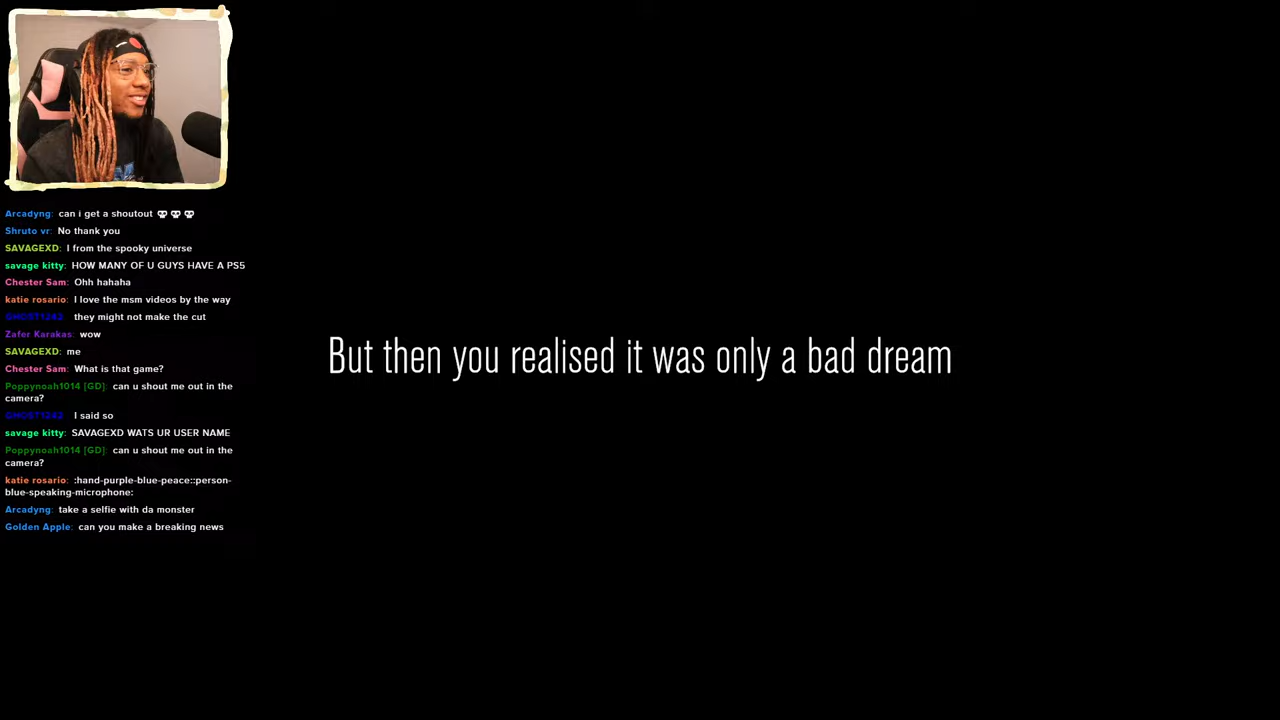 Arcadyng: can i get a shoutout 💀💀💀
Shruto vr: No thank you
SAVAGEXD: I from the spooky universe
savage kitty: HOW MANY OF U GUYS HAVE A PS5
Chester Sam: Ohh hahaha
katie rosario: I love the msm videos by the way
GHOST1242: they might not make the cut
Zafer Karakas: wow
SAVAGEXD: me
Chester Sam: What is that game?
Poppynoah1014 [GD]: can u shout me out in the
camera?
GHOST1242: I said so
savage kitty: SAVAGEXD WATS UR USER NAME
Poppynoah1014 [GD]: can u shout me out in the
camera?
katie rosario: :hand-purple-blue-peace::person-
blue-speaking-microphone:
Arcadyng: take a selfie with da monster
Golden Apple: can you make a breaking news
But then you realised it was only a bad dream